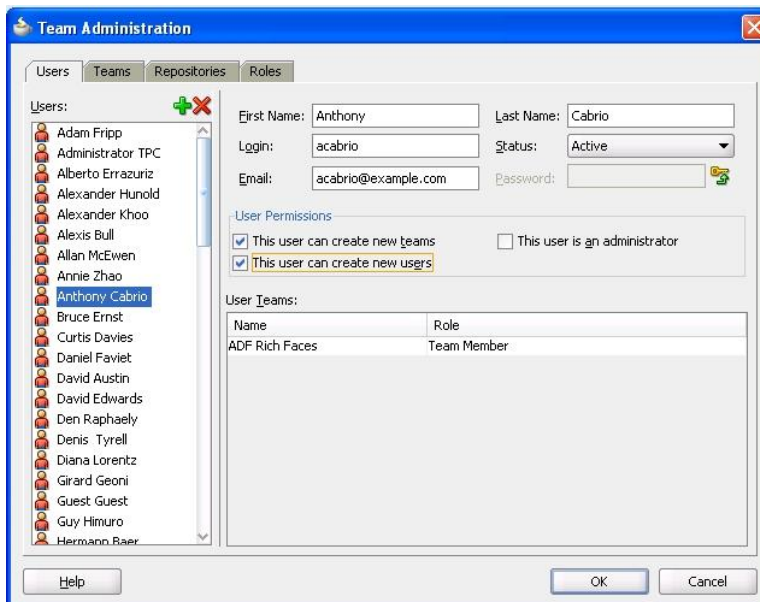 Team Administration
Users Teams Repositories Roles
Users:
Adam Fripp
Administrator TPC
Alberto Errazuriz
Alexander Hunold
Alexander Khoo
Alexis Bull
Allan McEwen
Annie Zhao
Anthony Cabrio
Bruce Ernst
Curtis Davies
Daniel Faviet
David Austin
David Edwards
Den Raphaely
Denis Tyrell
Diana Lorentz
Girard Geoni
Guest Guest
Guy Himuro
Hermann Baer
First Name: Anthony Last Name: Cabrio
Login: acabrio Status: Active
Email: acabrio@example.com Password:
User Permissions
This user can create new teams This user is an administrator
This user can create new users
User Teams:
Name Role
ADF Rich Faces Team Member
Help OK Cancel